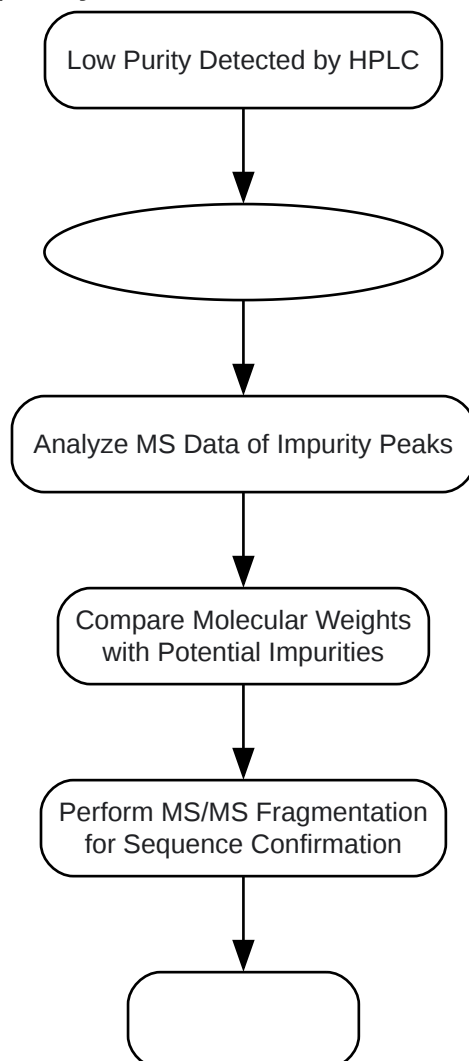 Low Purity Detected by HPLC
Analyze MS Data of Impurity Peaks
Compare Molecular Weights
with Potential Impurities
Perform MS/MS Fragmentation
for Sequence Confirmation